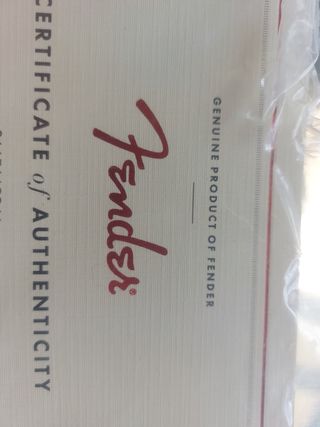 GENUINE PRODUCT OF FENDER
Fender®
CERTIFICATE of AUTHENTICITY